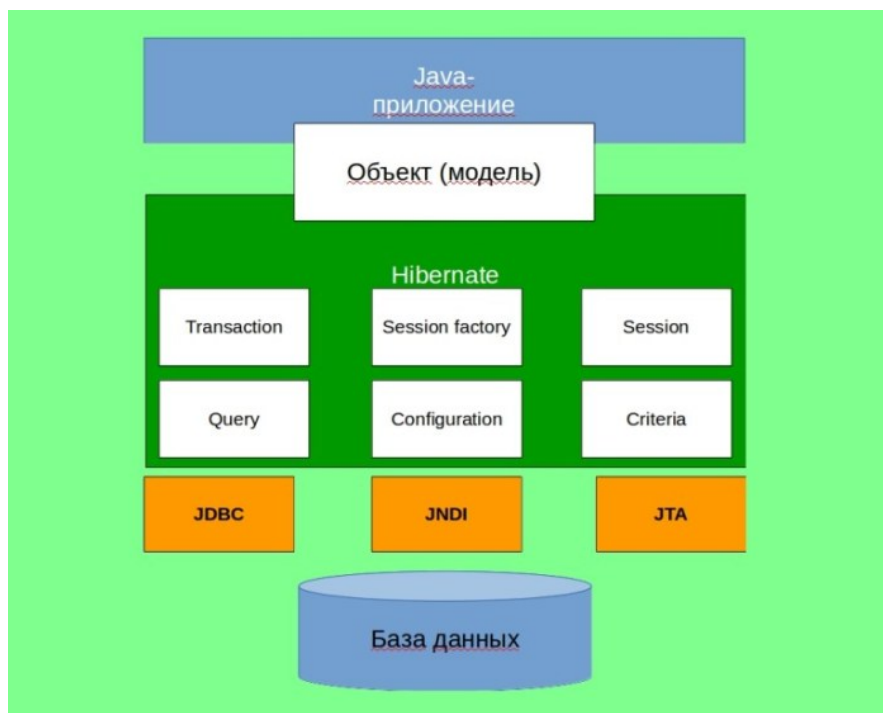 Java-
приложение
Объект (модель)
Hibernate
Transaction
Session factory
Session
Query
Configuration
Criteria
JDBC
JNDI
JTA
База данных